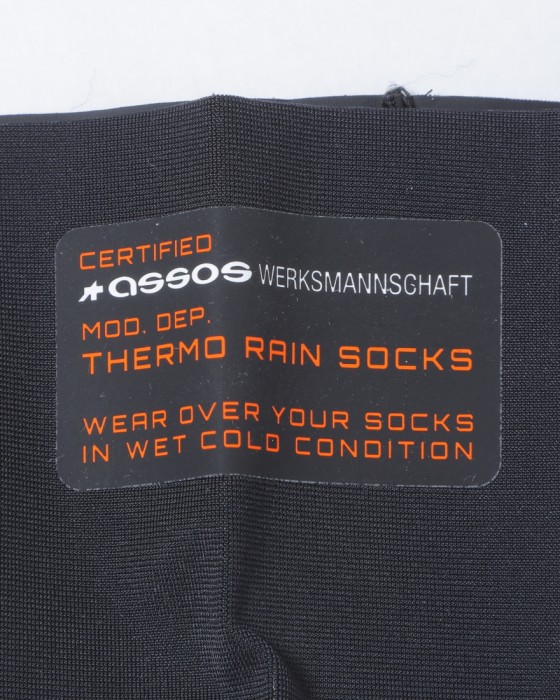 CERTIFIED
assos WERKSMANNSCHAFT
MOD. DEP.
THERMO RAIN SOCKS
WEAR OVER YOUR SOCKS
IN WET COLD CONDITION